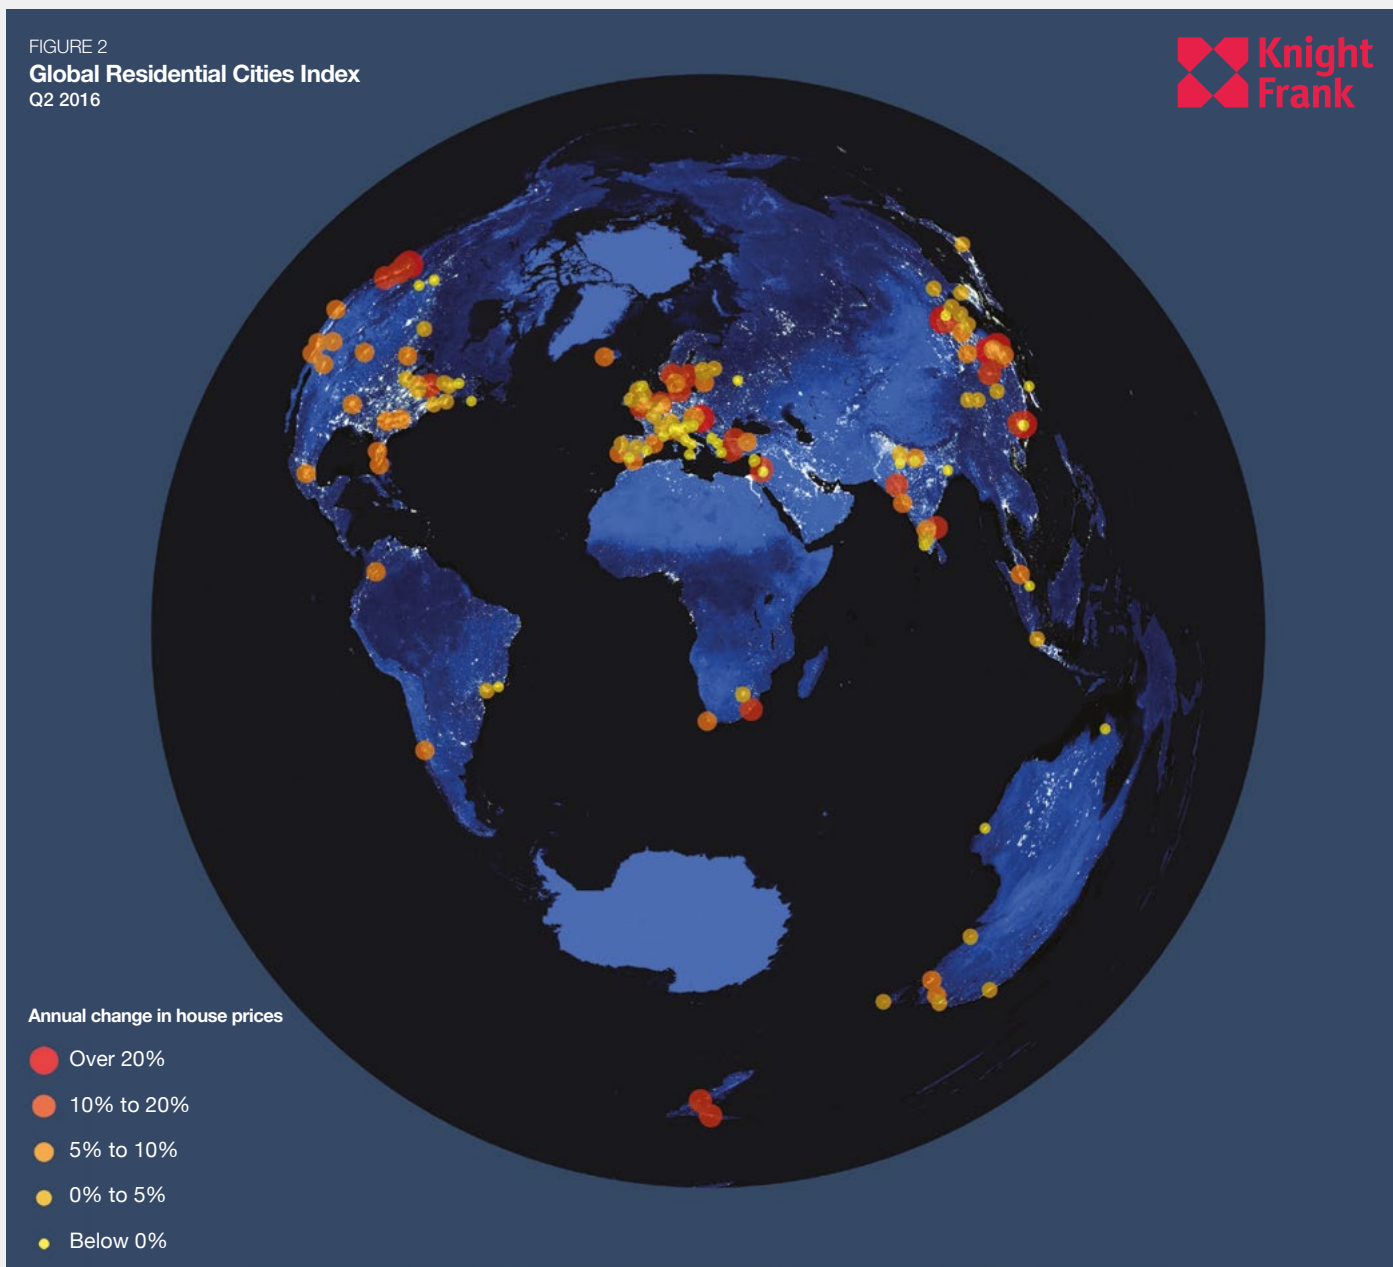 FIGURE 2
Global Residential Cities Index
Q2 2016
Knight
Frank
Annual change in house prices
Over 20%
10% to 20%
5% to 10%
0% to 5%
Below 0%